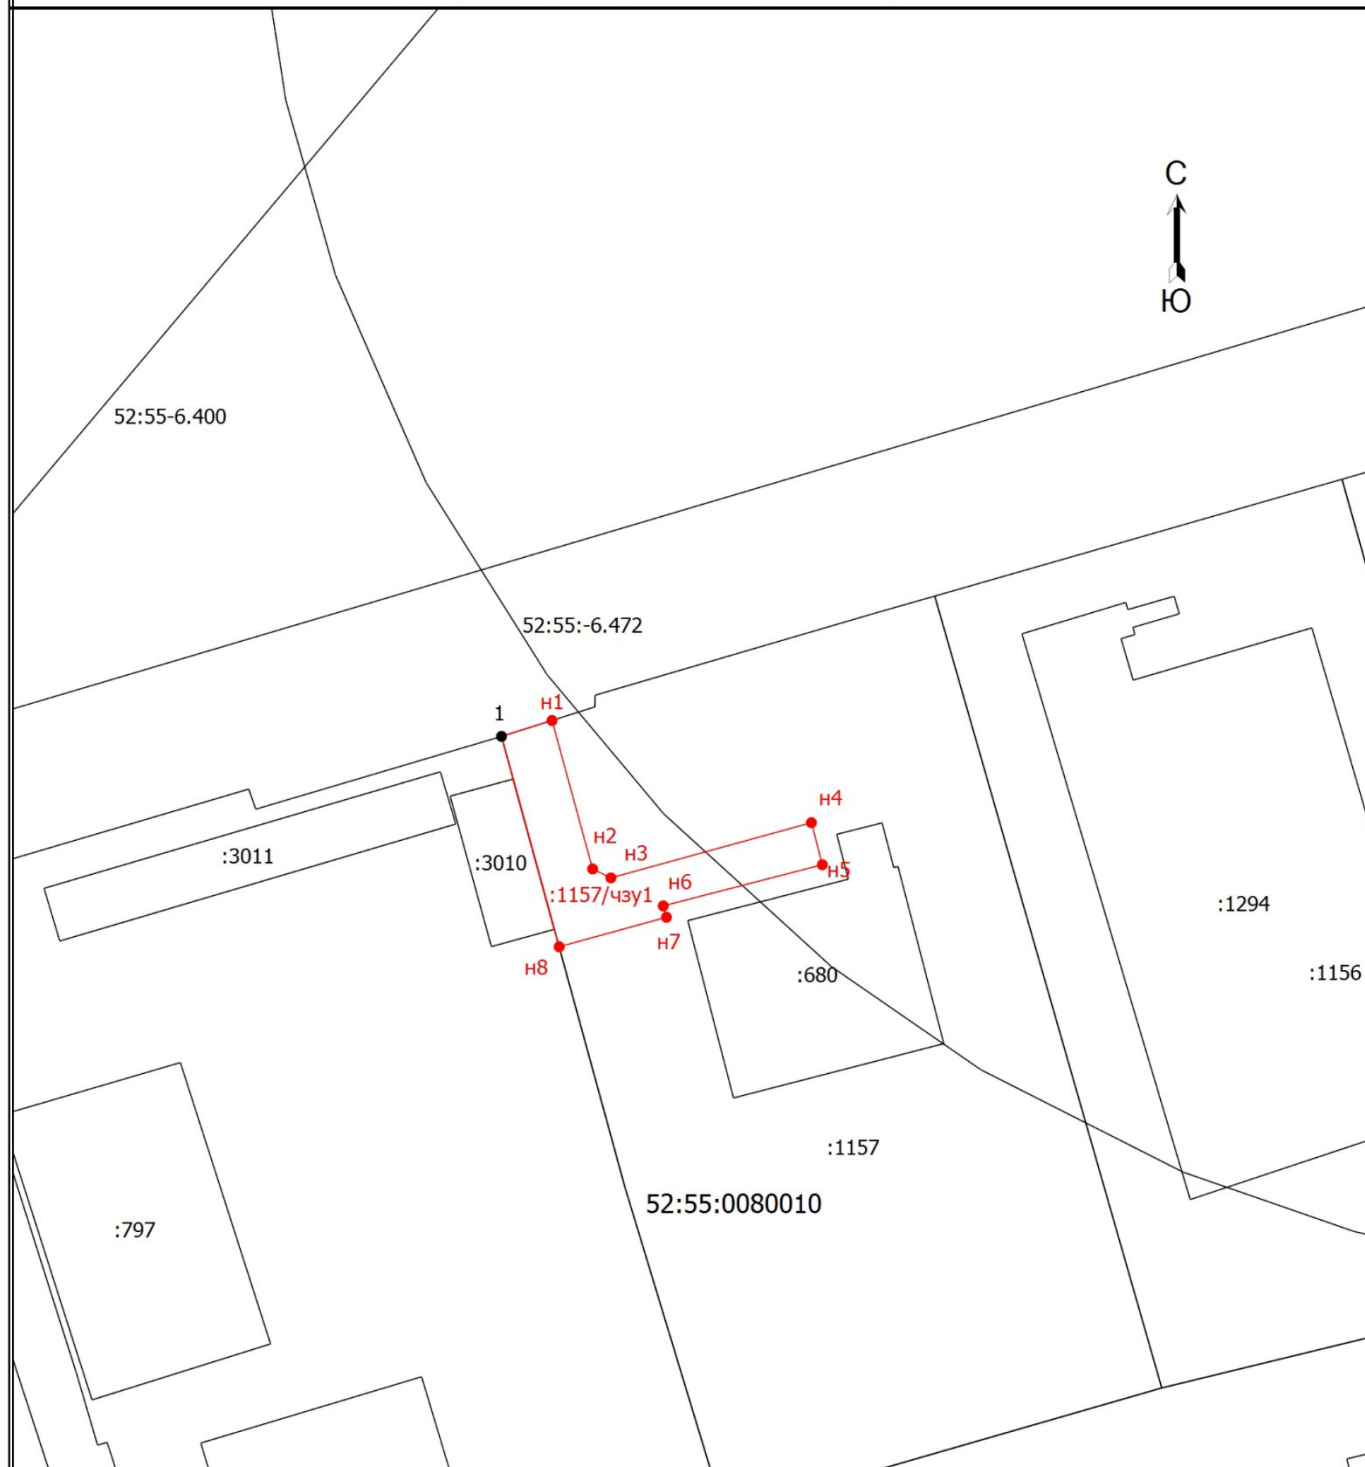 С
Ю
52:55-6.400
52:55:-6.472
н1
1
н4
н2
н3
:3011
:3010
н5
:1157/чзу1
н6
:1294
н7
н8
:680
:1156
:1157
52:55:0080010
:797